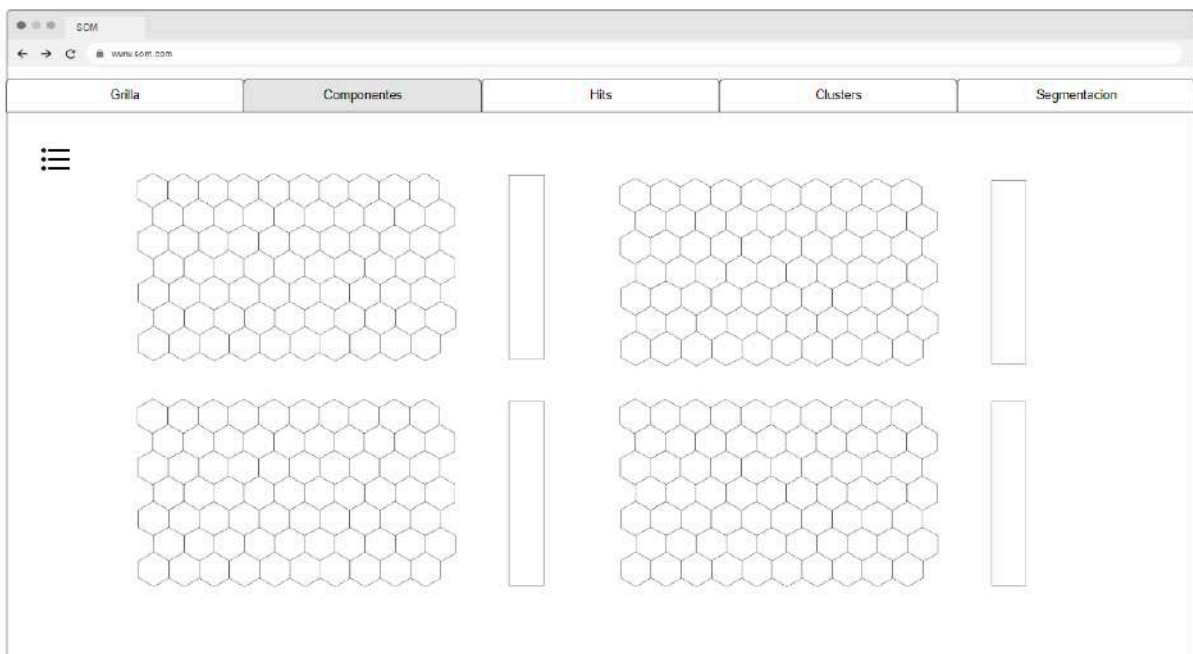 SOM
www.som.com
Grilla
Componentes
Hits
Clusters
Segmentacion